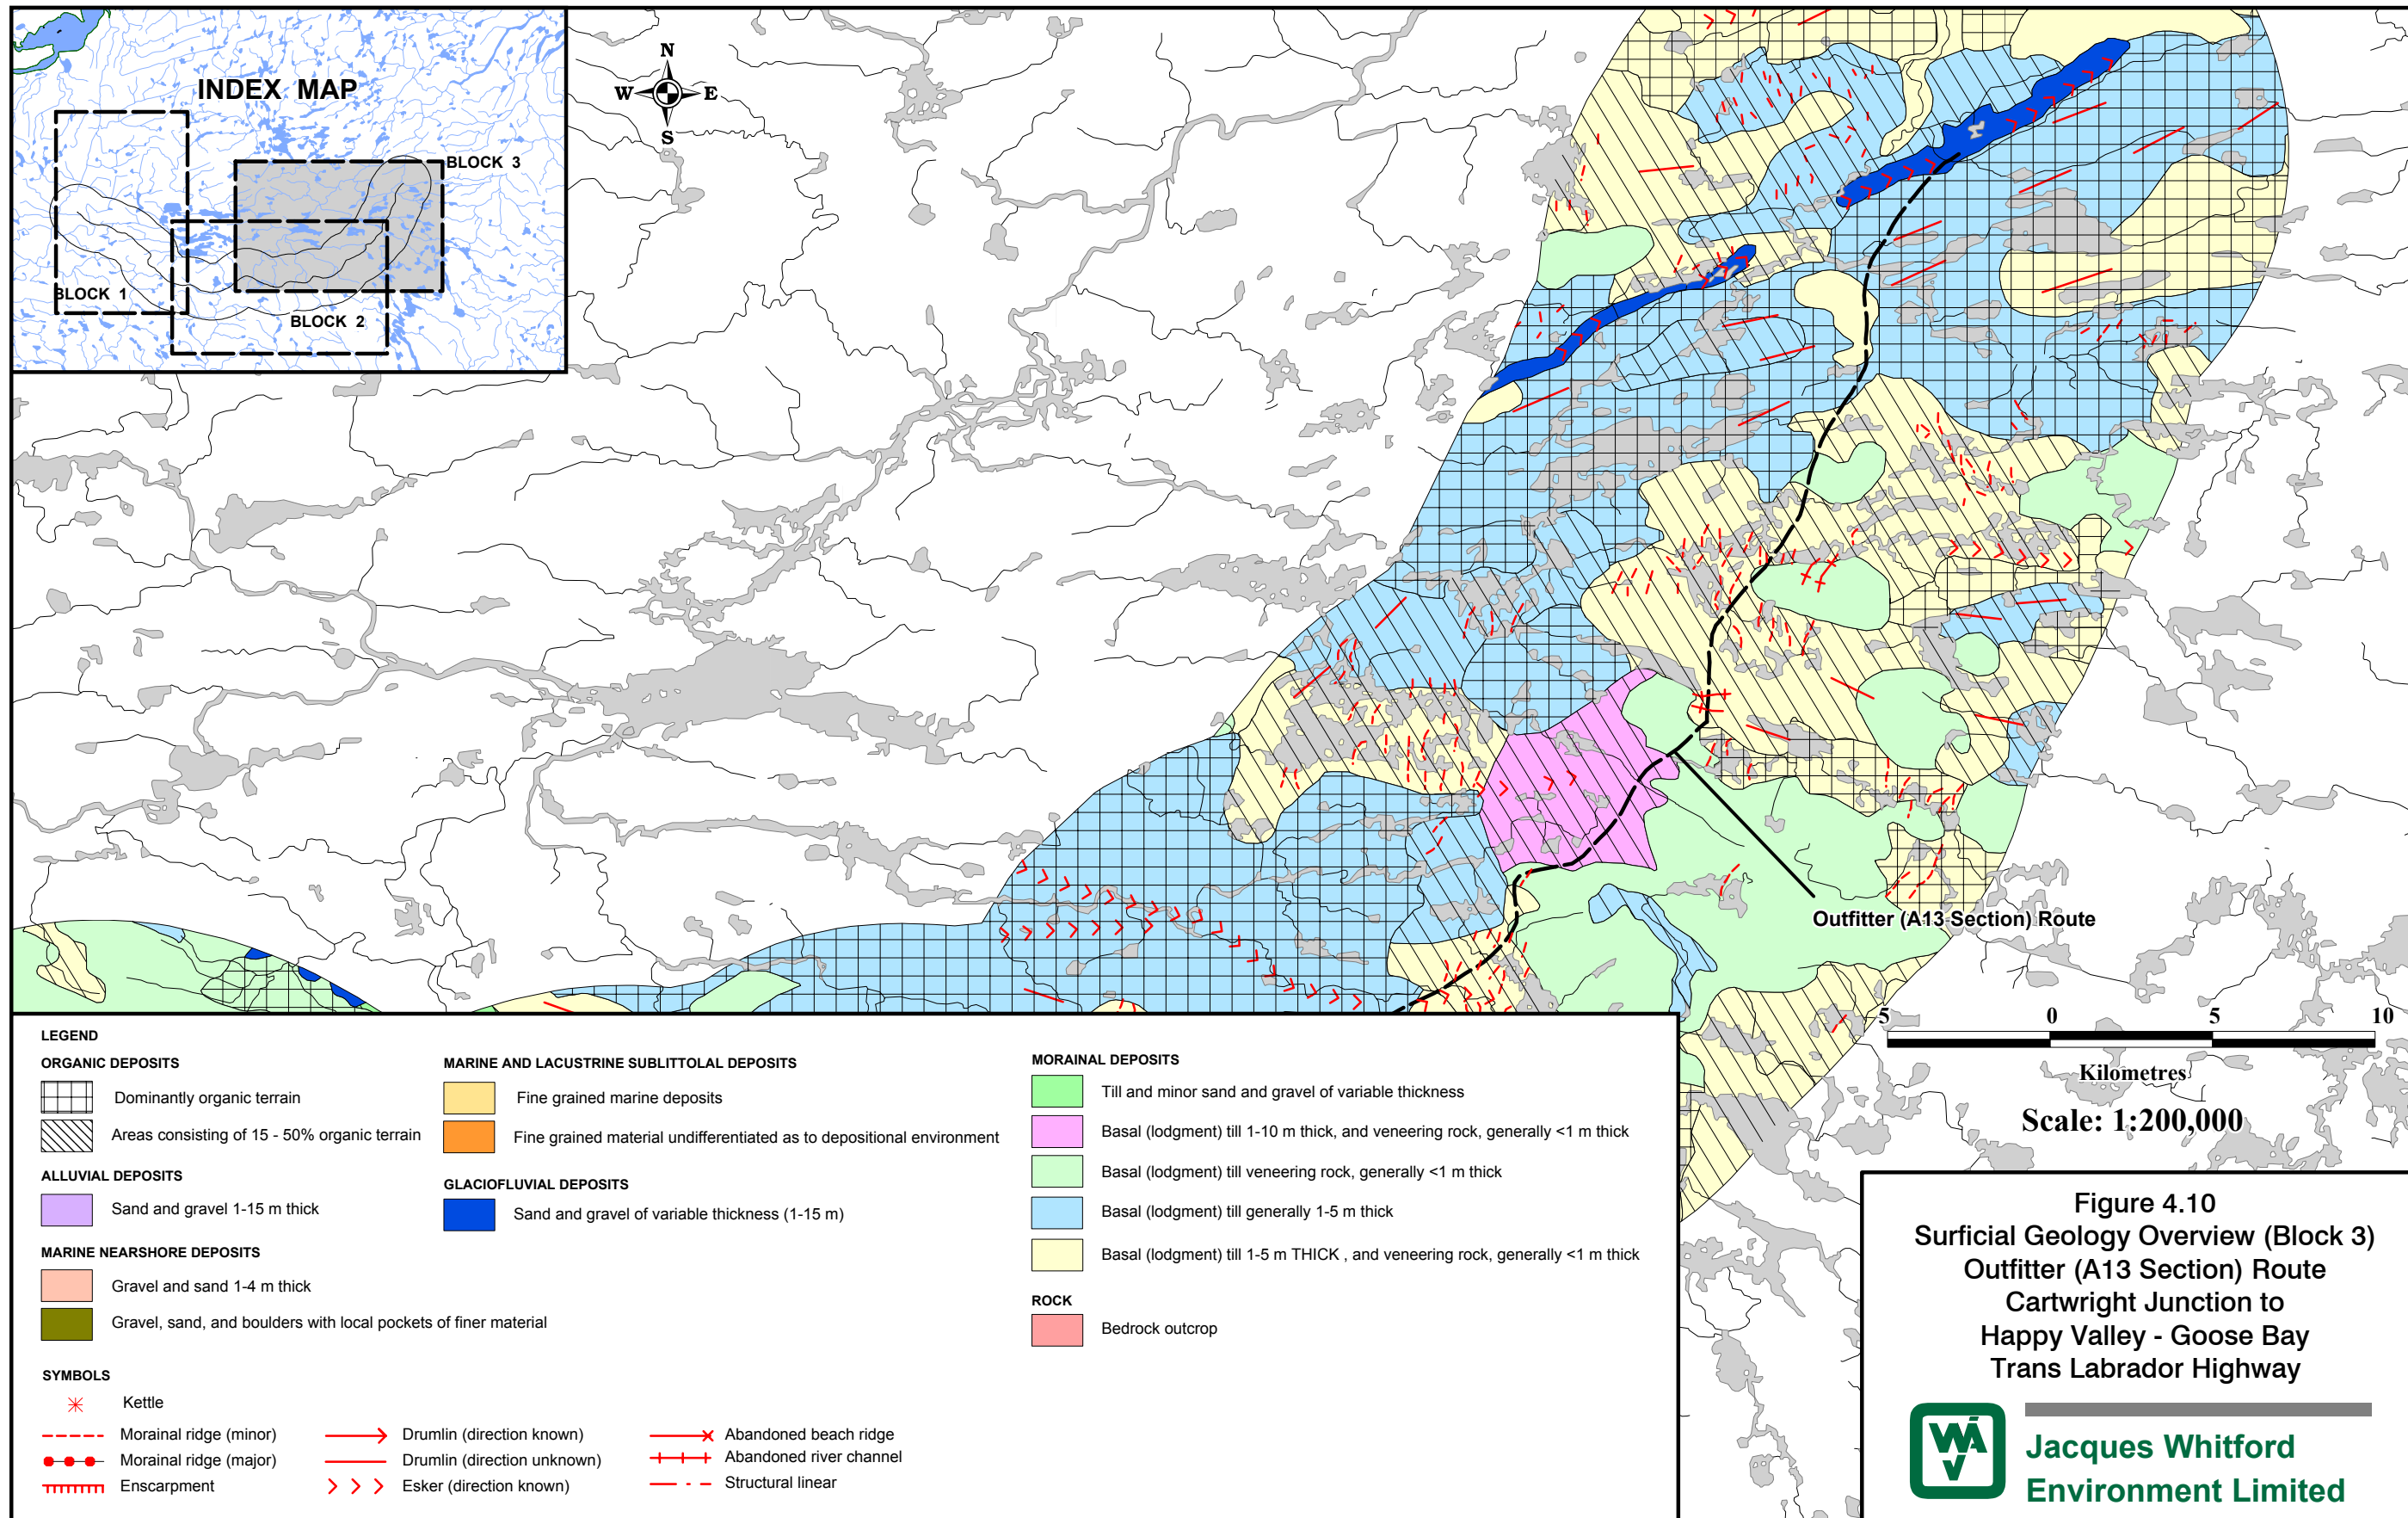 INDEX MAP
BLOCK 3
BLOCK 1
BLOCK 2
N
W E
S
Outfitter (A13 Section) Route
5 0 5 10
Kilometres
Scale: 1:200,000
LEGEND
ORGANIC DEPOSITS
Dominantly organic terrain
Areas consisting of 15 - 50% organic terrain
ALLUVIAL DEPOSITS
Sand and gravel 1-15 m thick
MARINE NEARSHORE DEPOSITS
Gravel and sand 1-4 m thick
Gravel, sand, and boulders with local pockets of finer material
MARINE AND LACUSTRINE SUBLITTOLAL DEPOSITS
Fine grained marine deposits
Fine grained material undifferentiated as to depositional environment
GLACIOFLUVIAL DEPOSITS
Sand and gravel of variable thickness (1-15 m)
MORAINAL DEPOSITS
Till and minor sand and gravel of variable thickness
Basal (lodgment) till 1-10 m thick, and veneering rock, generally <1 m thick
Basal (lodgment) till veneering rock, generally <1 m thick
Basal (lodgment) till generally 1-5 m thick
Basal (lodgment) till 1-5 m THICK , and veneering rock, generally <1 m thick
ROCK
Bedrock outcrop
SYMBOLS
Kettle
Morainal ridge (minor)
Morainal ridge (major)
Enscarpment
Drumlin (direction known)
Drumlin (direction unknown)
Esker (direction known)
Abandoned beach ridge
Abandoned river channel
Structural linear
Figure 4.10
Surficial Geology Overview (Block 3)
Outfitter (A13 Section) Route
Cartwright Junction to
Happy Valley - Goose Bay
Trans Labrador Highway
Jacques Whitford
Environment Limited